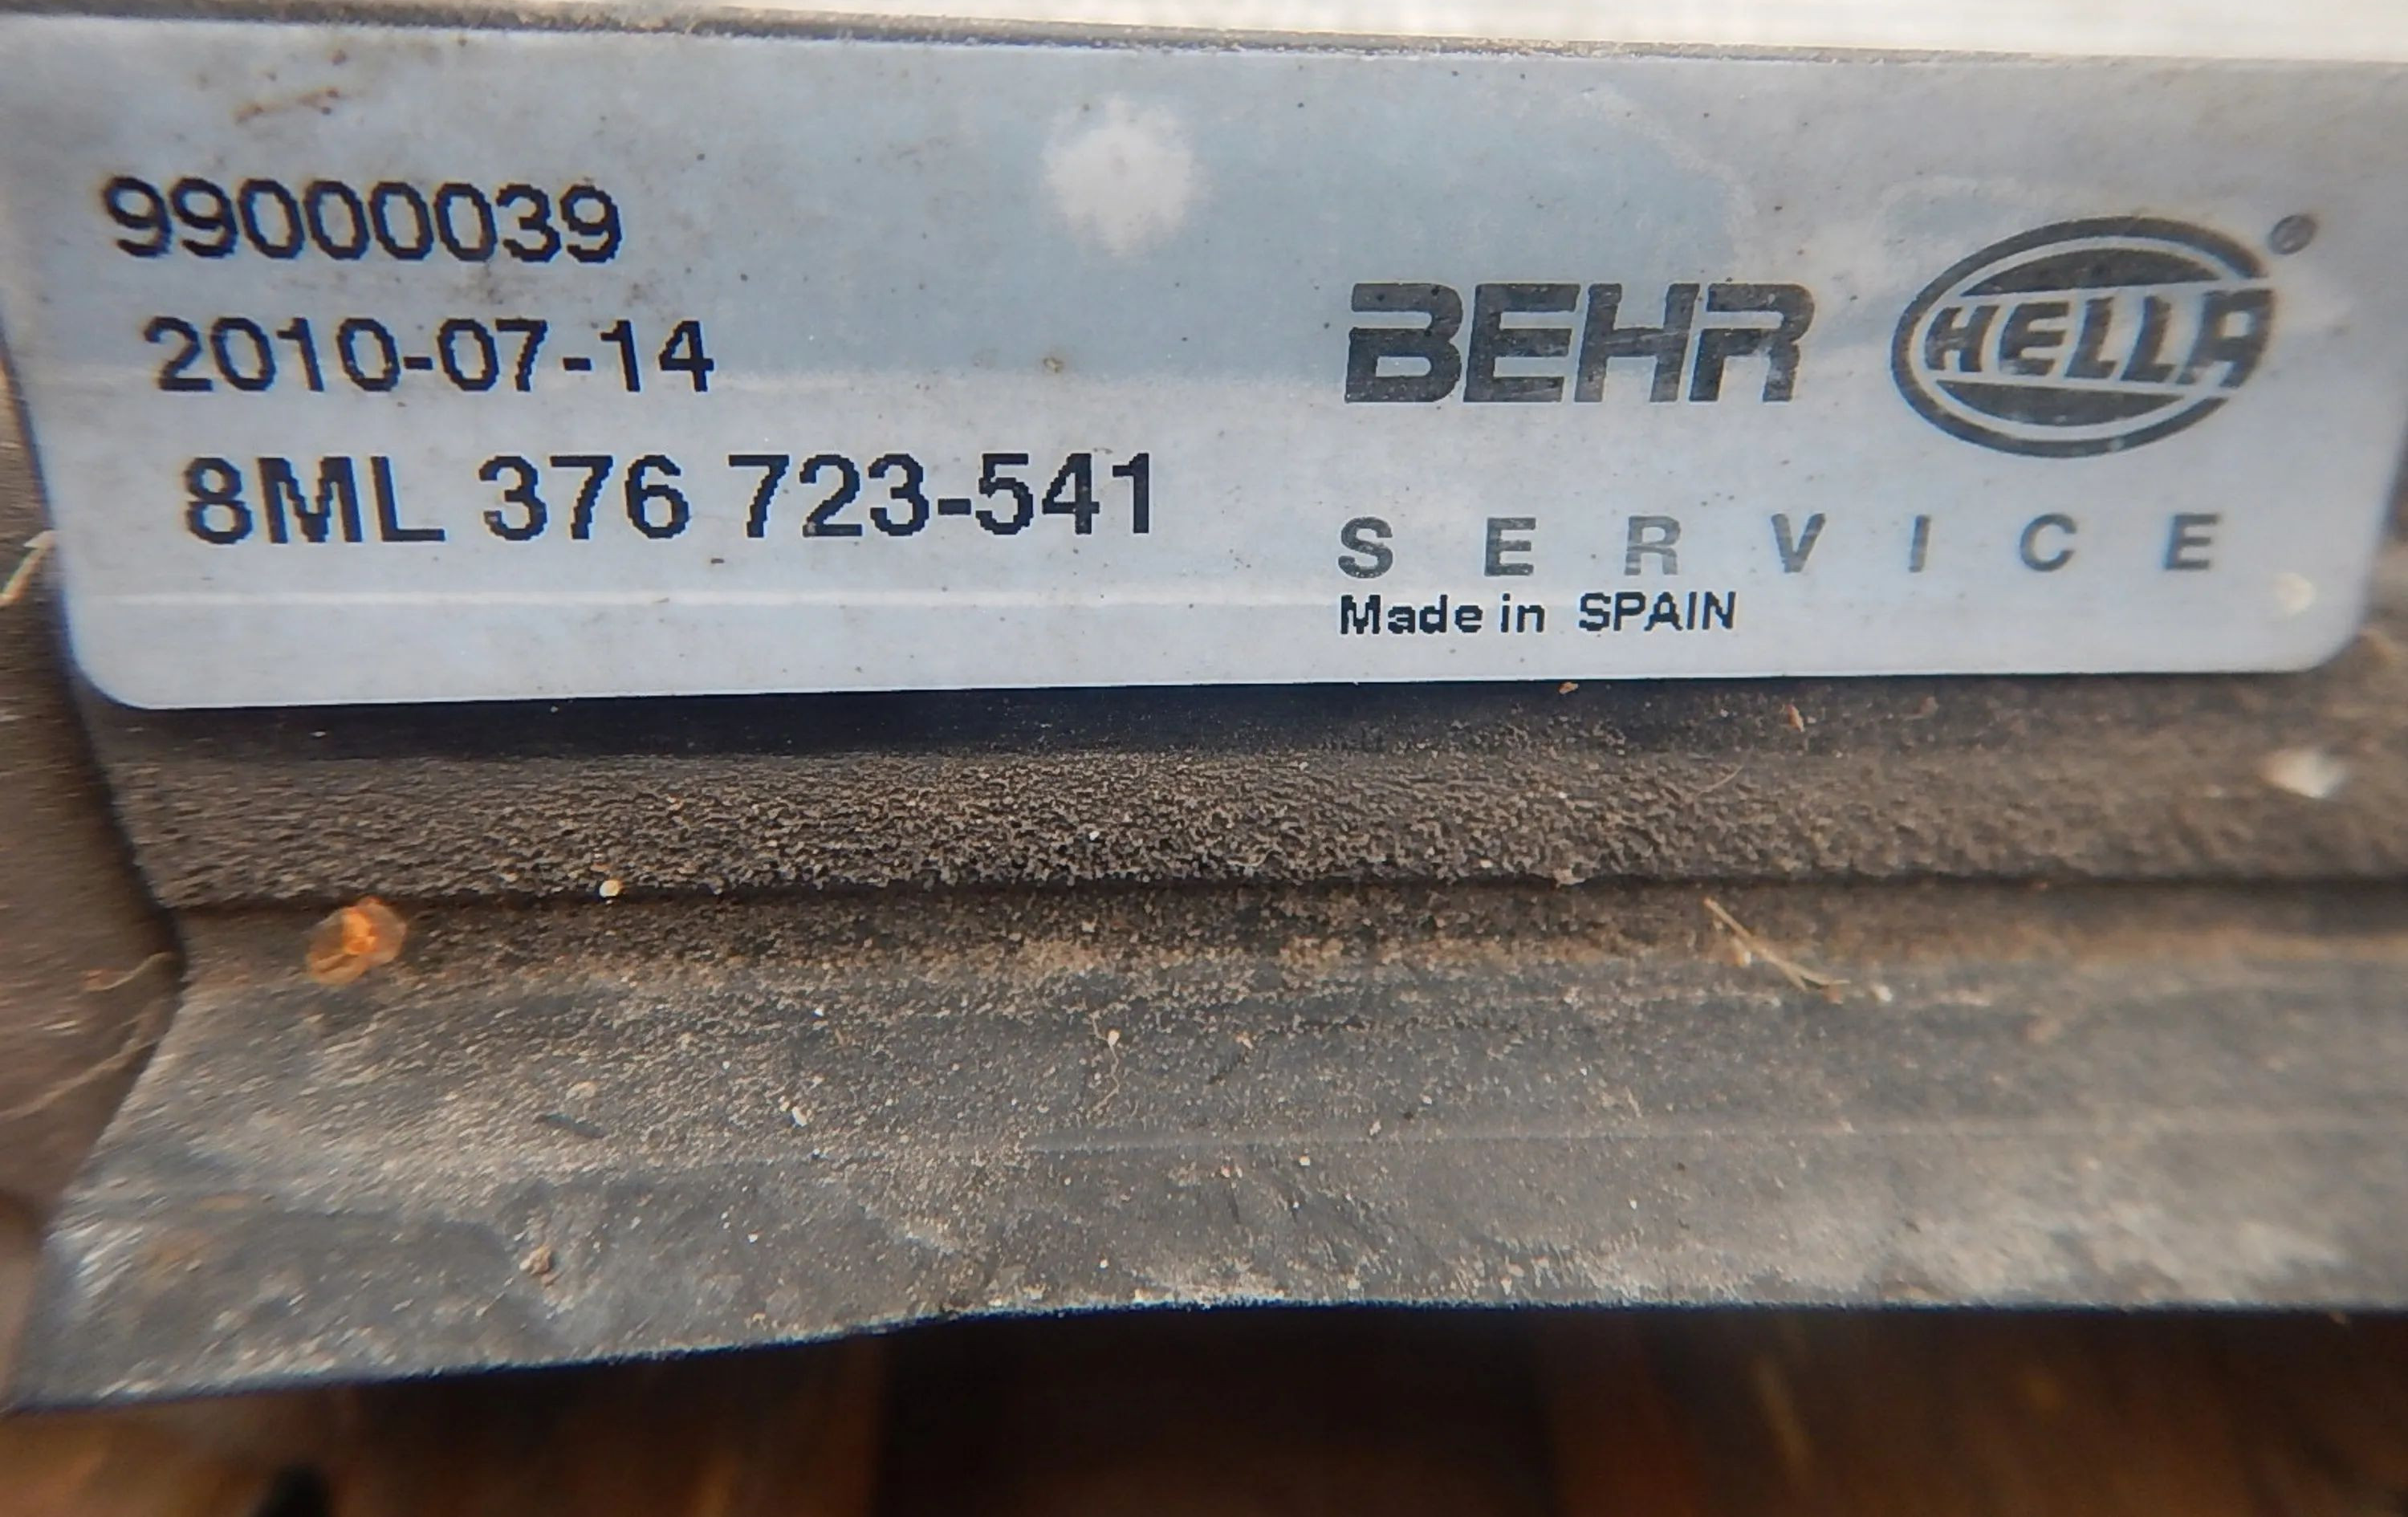 99000039
2010-07-14
8ML 376 723-541
BEHR HELLA®
SERVICE
Made in SPAIN